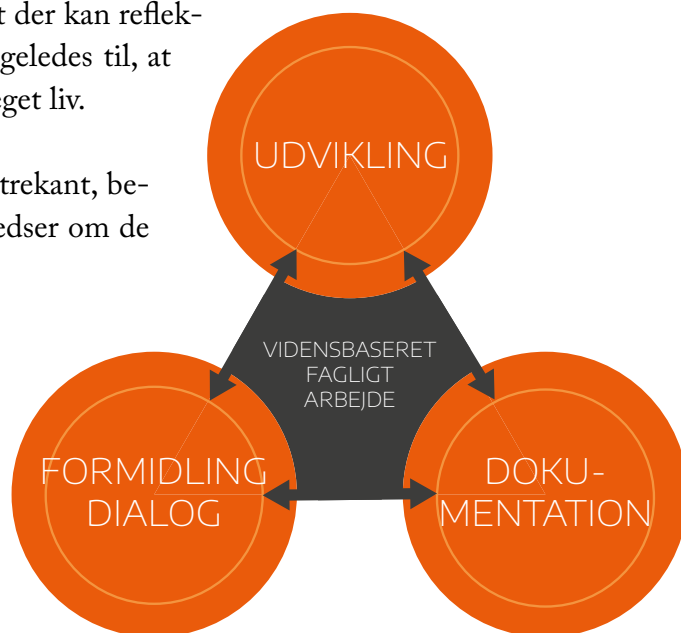 t der kan reflek-
geledes til, at
eget liv.
trekant, be-
edser om de
UDVIKLING
VIDENSBASERET
FAGLIGT
ARBEJDE
FORMIDLING
DIALOG
DOKU-
MENTATION